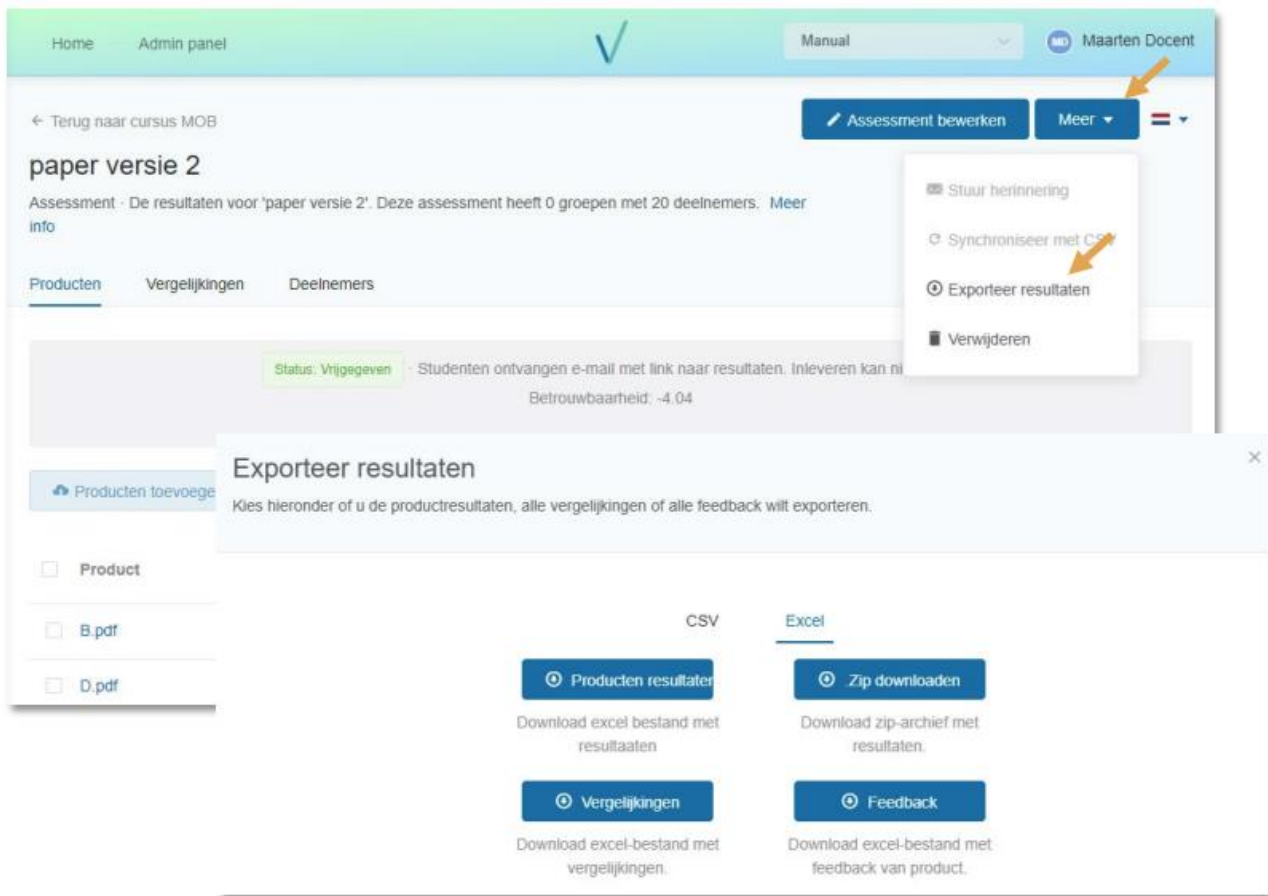 Home Admin panel Manual MD Maarten Docent
← Terug naar cursus MOB Assessment bewerken Meer
paper versie 2
Assessment · De resultaten voor 'paper versie 2'. Deze assessment heeft 0 groepen met 20 deelnemers. Meer
info
Stuur herinnering
Synchroniseer met CSV
Exporteer resultaten
Verwijderen
Producten Vergelijkingen Deelnemers
Status: Vrijgegeven · Studenten ontvangen e-mail met link naar resultaten. Inleveren kan ni
Betrouwbaarheid: -4.04
Producten toevoege
Product
B.pdf
D.pdf
Exporteer resultaten ×
Kies hieronder of u de productresultaten, alle vergelijkingen of alle feedback wilt exporteren.
CSV Excel
Producten resultater .Zip downloaden
Download excel bestand met Download zip-archief met
resultaaten resultaten.
Vergelijkingen Feedback
Download excel-bestand met Download excel-bestand met
vergelijkingen. feedback van product.